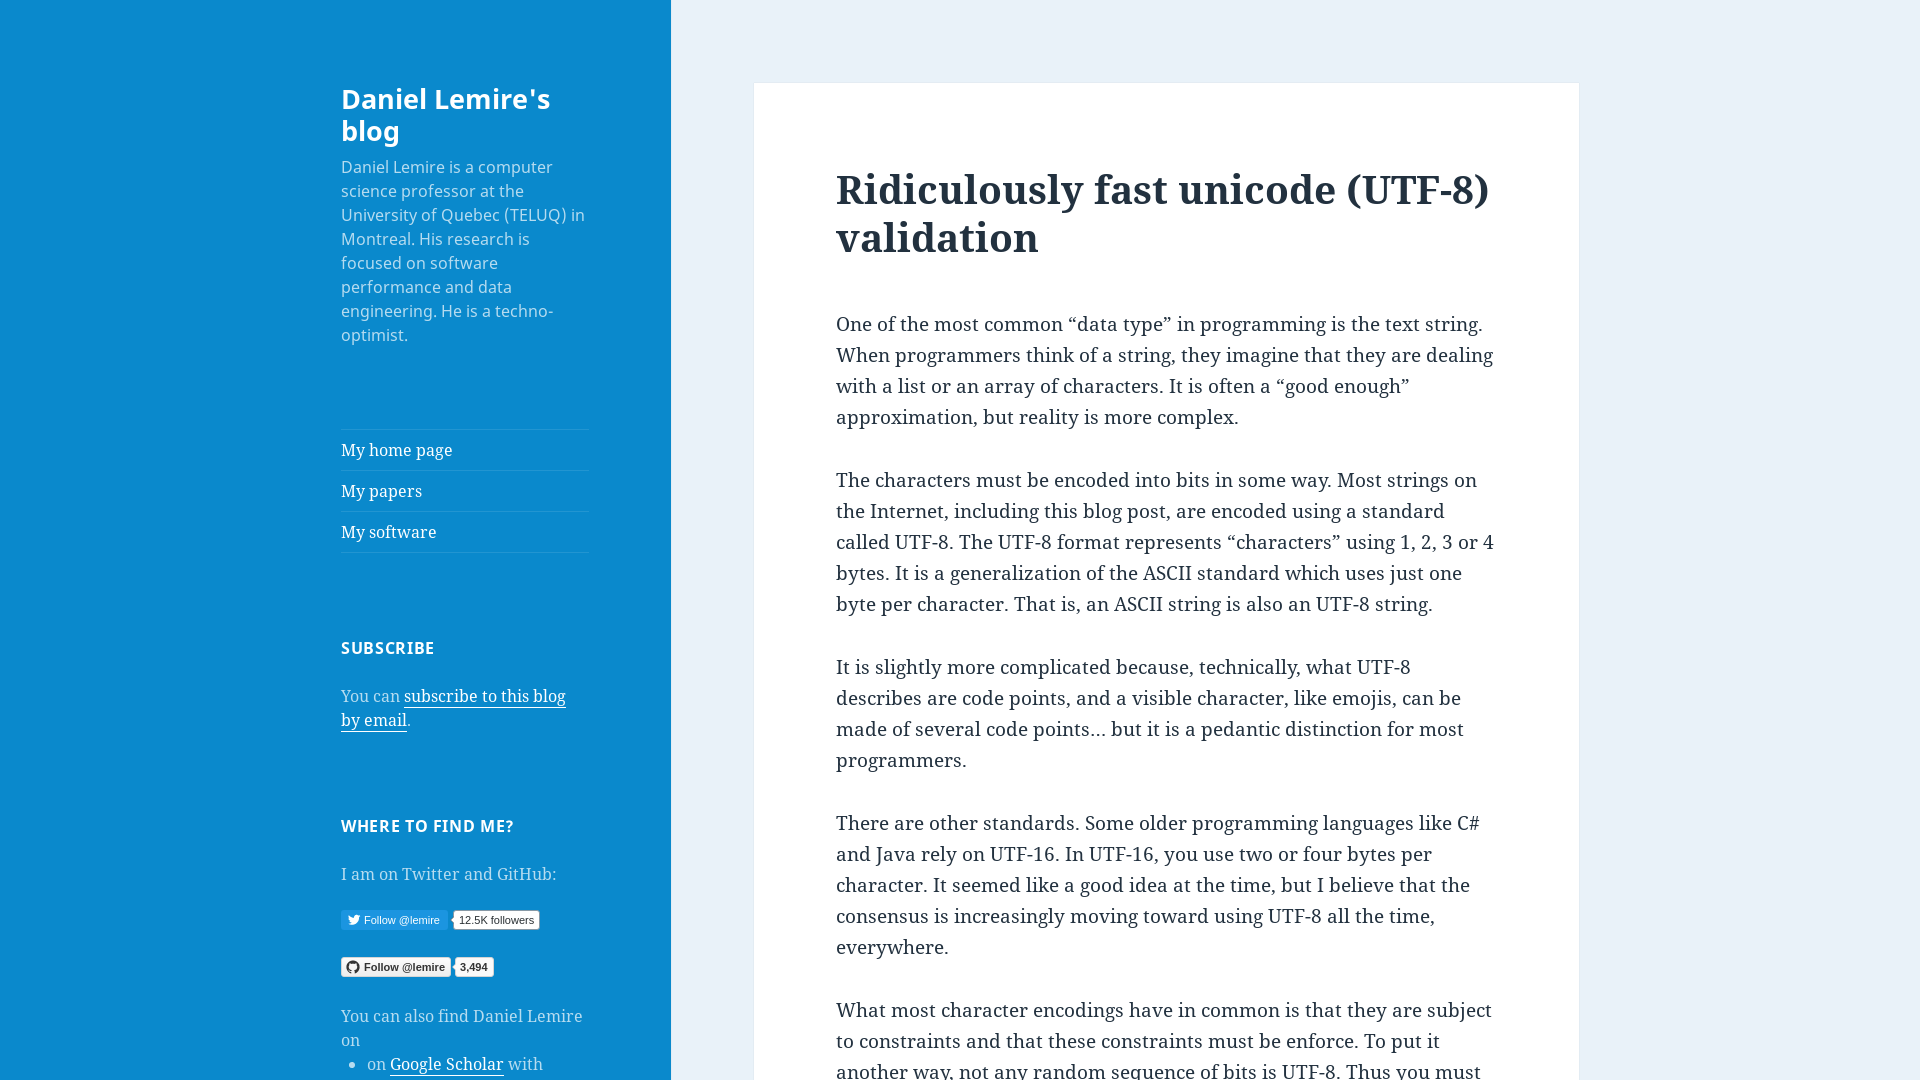 Daniel Lemire's
blog
Daniel Lemire is a computer
science professor at the
University of Quebec (TELUQ) in
Montreal. His research is
focused on software
performance and data
engineering. He is a techno-
optimist.
My home page
My papers
My software
SUBSCRIBE
You can subscribe to this blog
by email.
WHERE TO FIND ME?
I am on Twitter and GitHub:
Follow @lemire 12.5K followers
Follow @lemire 3,494
You can also find Daniel Lemire
on
• on Google Scholar with
Ridiculously fast unicode (UTF-8)
validation
One of the most common “data type” in programming is the text string.
When programmers think of a string, they imagine that they are dealing
with a list or an array of characters. It is often a “good enough”
approximation, but reality is more complex.
The characters must be encoded into bits in some way. Most strings on
the Internet, including this blog post, are encoded using a standard
called UTF-8. The UTF-8 format represents “characters” using 1, 2, 3 or 4
bytes. It is a generalization of the ASCII standard which uses just one
byte per character. That is, an ASCII string is also an UTF-8 string.
It is slightly more complicated because, technically, what UTF-8
describes are code points, and a visible character, like emojis, can be
made of several code points… but it is a pedantic distinction for most
programmers.
There are other standards. Some older programming languages like C#
and Java rely on UTF-16. In UTF-16, you use two or four bytes per
character. It seemed like a good idea at the time, but I believe that the
consensus is increasingly moving toward using UTF-8 all the time,
everywhere.
What most character encodings have in common is that they are subject
to constraints and that these constraints must be enforce. To put it
another way, not any random sequence of bits is UTF-8. Thus you must